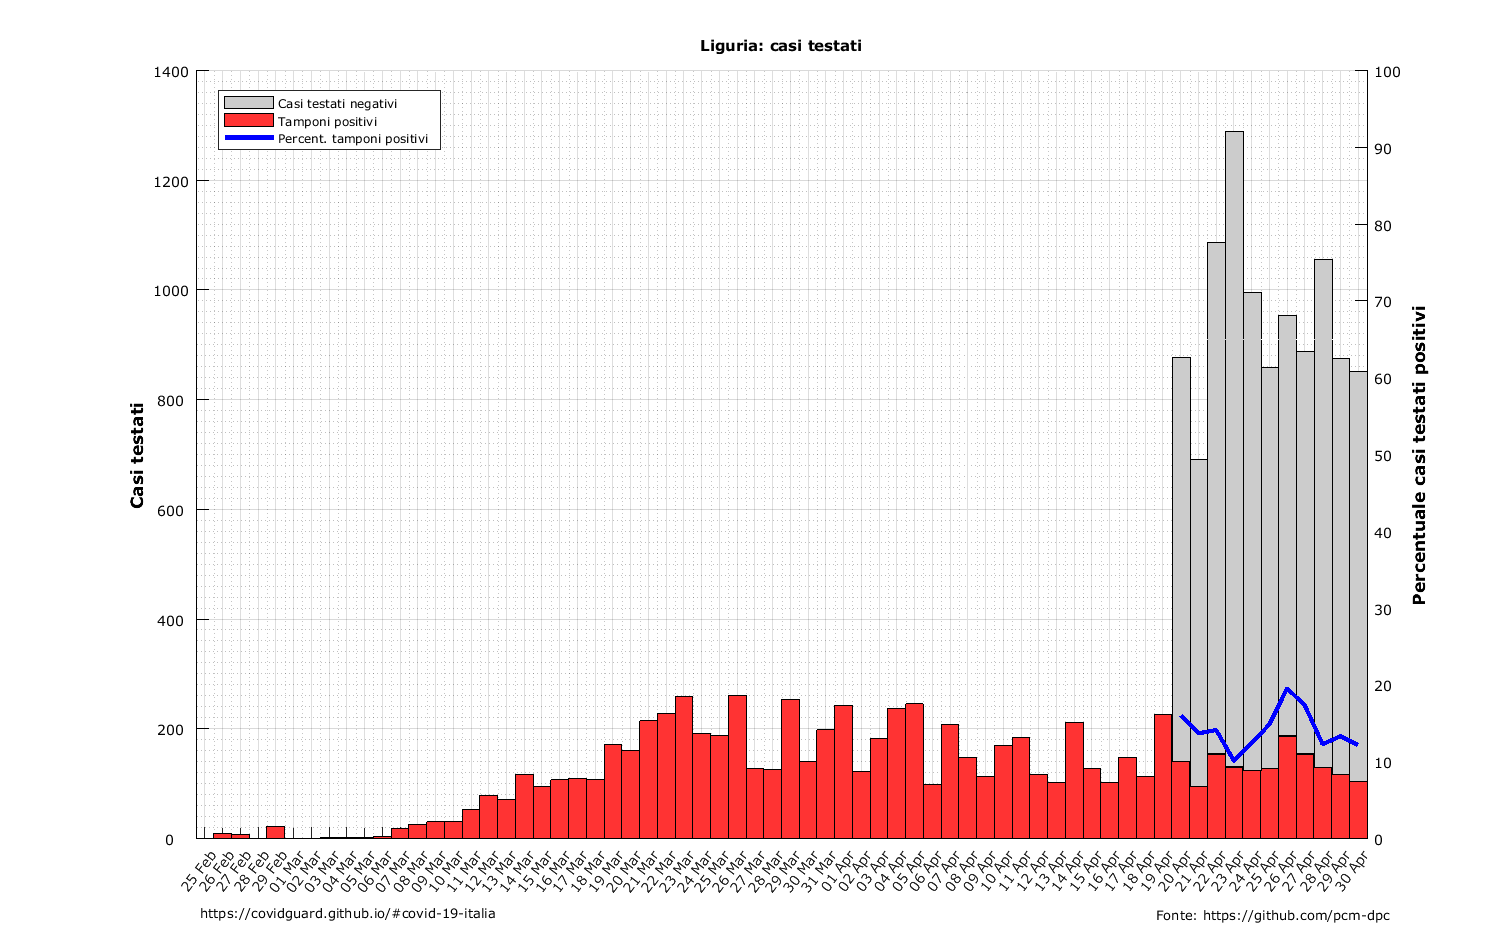 Liguria: casi testati
Casi testati negativi
Tamponi positivi
Percent. tamponi positivi
Casi testati
1400
1200
1000
800
600
400
200
0
100
90
80
70
60
50
40
30
20
10
0
Percentuale casi testati positivi
25 Feb
26 Feb
27 Feb
28 Feb
29 Feb
01 Mar
02 Mar
03 Mar
04 Mar
05 Mar
06 Mar
07 Mar
08 Mar
09 Mar
10 Mar
11 Mar
12 Mar
13 Mar
14 Mar
15 Mar
16 Mar
17 Mar
18 Mar
19 Mar
20 Mar
21 Mar
22 Mar
23 Mar
24 Mar
25 Mar
26 Mar
27 Mar
28 Mar
29 Mar
30 Mar
31 Mar
01 Apr
02 Apr
03 Apr
04 Apr
05 Apr
06 Apr
07 Apr
08 Apr
09 Apr
10 Apr
11 Apr
12 Apr
13 Apr
14 Apr
15 Apr
16 Apr
17 Apr
18 Apr
19 Apr
20 Apr
21 Apr
22 Apr
23 Apr
24 Apr
25 Apr
26 Apr
27 Apr
28 Apr
29 Apr
30 Apr
https://covidguard.github.io/#covid-19-italia
Fonte: https://github.com/pcm-dpc